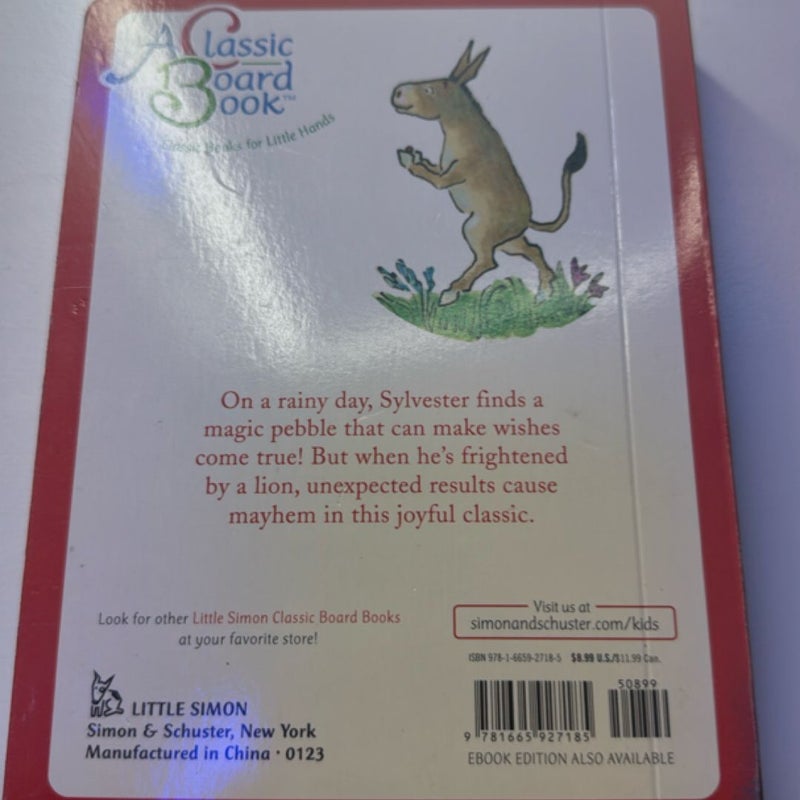 A Classic
Board
Book™
Classic Books for Little Hands
On a rainy day, Sylvester finds a
magic pebble that can make wishes
come true! But when he's frightened
by a lion, unexpected results cause
mayhem in this joyful classic.
Look for other Little Simon Classic Board Books
at your favorite store!
Visit us at
simonandschuster.com/kids
ISBN 978-1-6659-2718-5 $8.99 U.S./$11.99 Can.
50899
9 781665 927185
EBOOK EDITION ALSO AVAILABLE
LITTLE SIMON
Simon & Schuster, New York
Manufactured in China · 0123